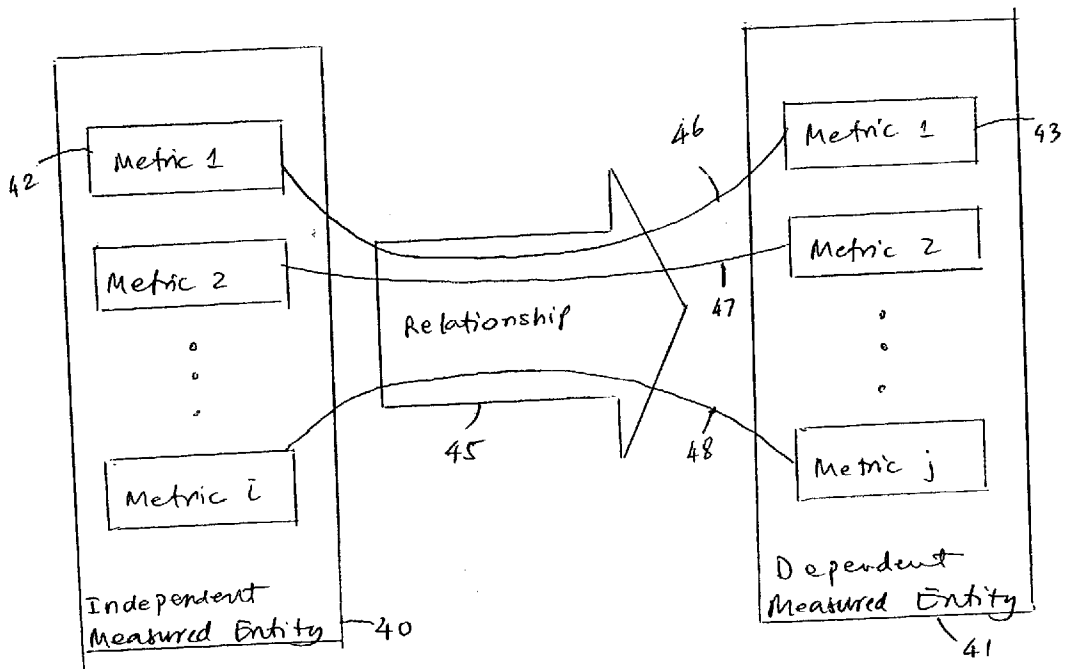 42
Metric 1
Metric 2
Metric i
Independent
Measured Entity
40
Relationship
45
46
47
48
Metric 1
43
Metric 2
Metric j
Dependent
Measured Entity
41